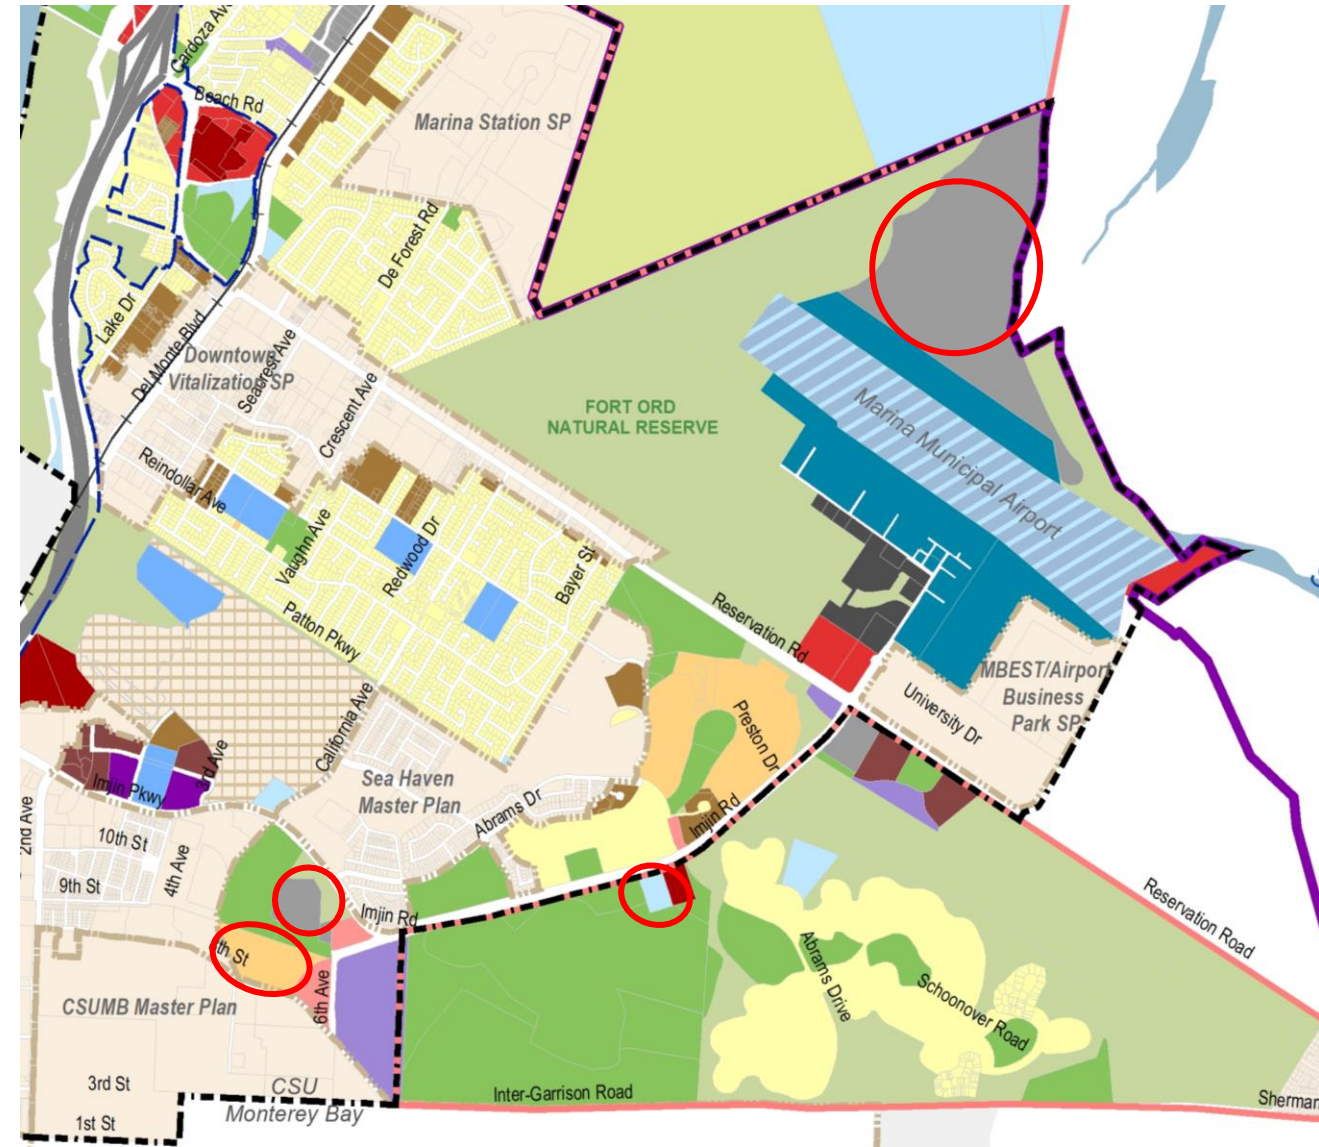 Cardoza Av
Beach Rd
Marina Station SP
De Forest Rd
Lake Dr
Del Monte Blvd
Downtown
Vitalization SP
Seacrest Ave
Crescent Ave
FORT ORD
NATURAL RESERVE
Marina Municipal Airport
Reindollar Ave
Vaughn Ave
Redwood Dr
Bayer St
Patton Pkwy
Reservation Rd
MBEST/Airport
Business
Park SP
University Dr
Preston Dr
California Ave
3rd Ave
Imjin Pkwy
Sea Haven
Master Plan
Abrams Dr
Imjin Rd
2nd Ave
10th St
4th Ave
9th St
Imjin Rd
Reservation Road
th St
6th Ave
CSUMB Master Plan
Abrams Drive
Schoonover Road
3rd St
CSU
Monterey Bay
Inter-Garrison Road
Sherman
1st St